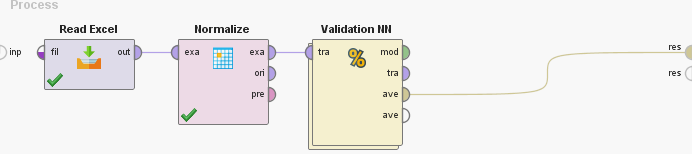 Process
Read Excel
Normalize
Validation NN
inp
fil
out
exa
exa
ori
pre
tra
mod
tra
ave
ave
res
res